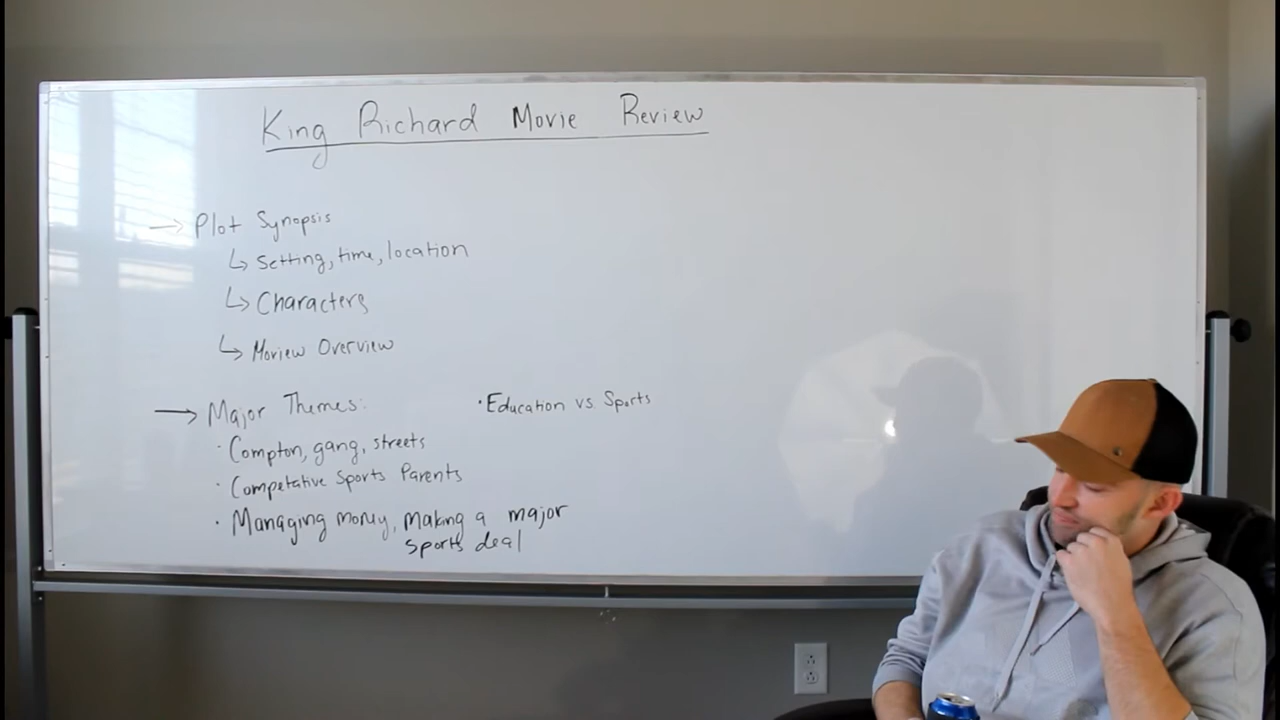 King Richard Movie Review
→ Plot Synopsis
↳ Setting, time, location
↳ Characters
↳ Moview Overview
→ Major Themes:
· Education vs. Sports
· Compton, gang, streets
· Competative Sports Parents
· Managing money, making a major
sports deal